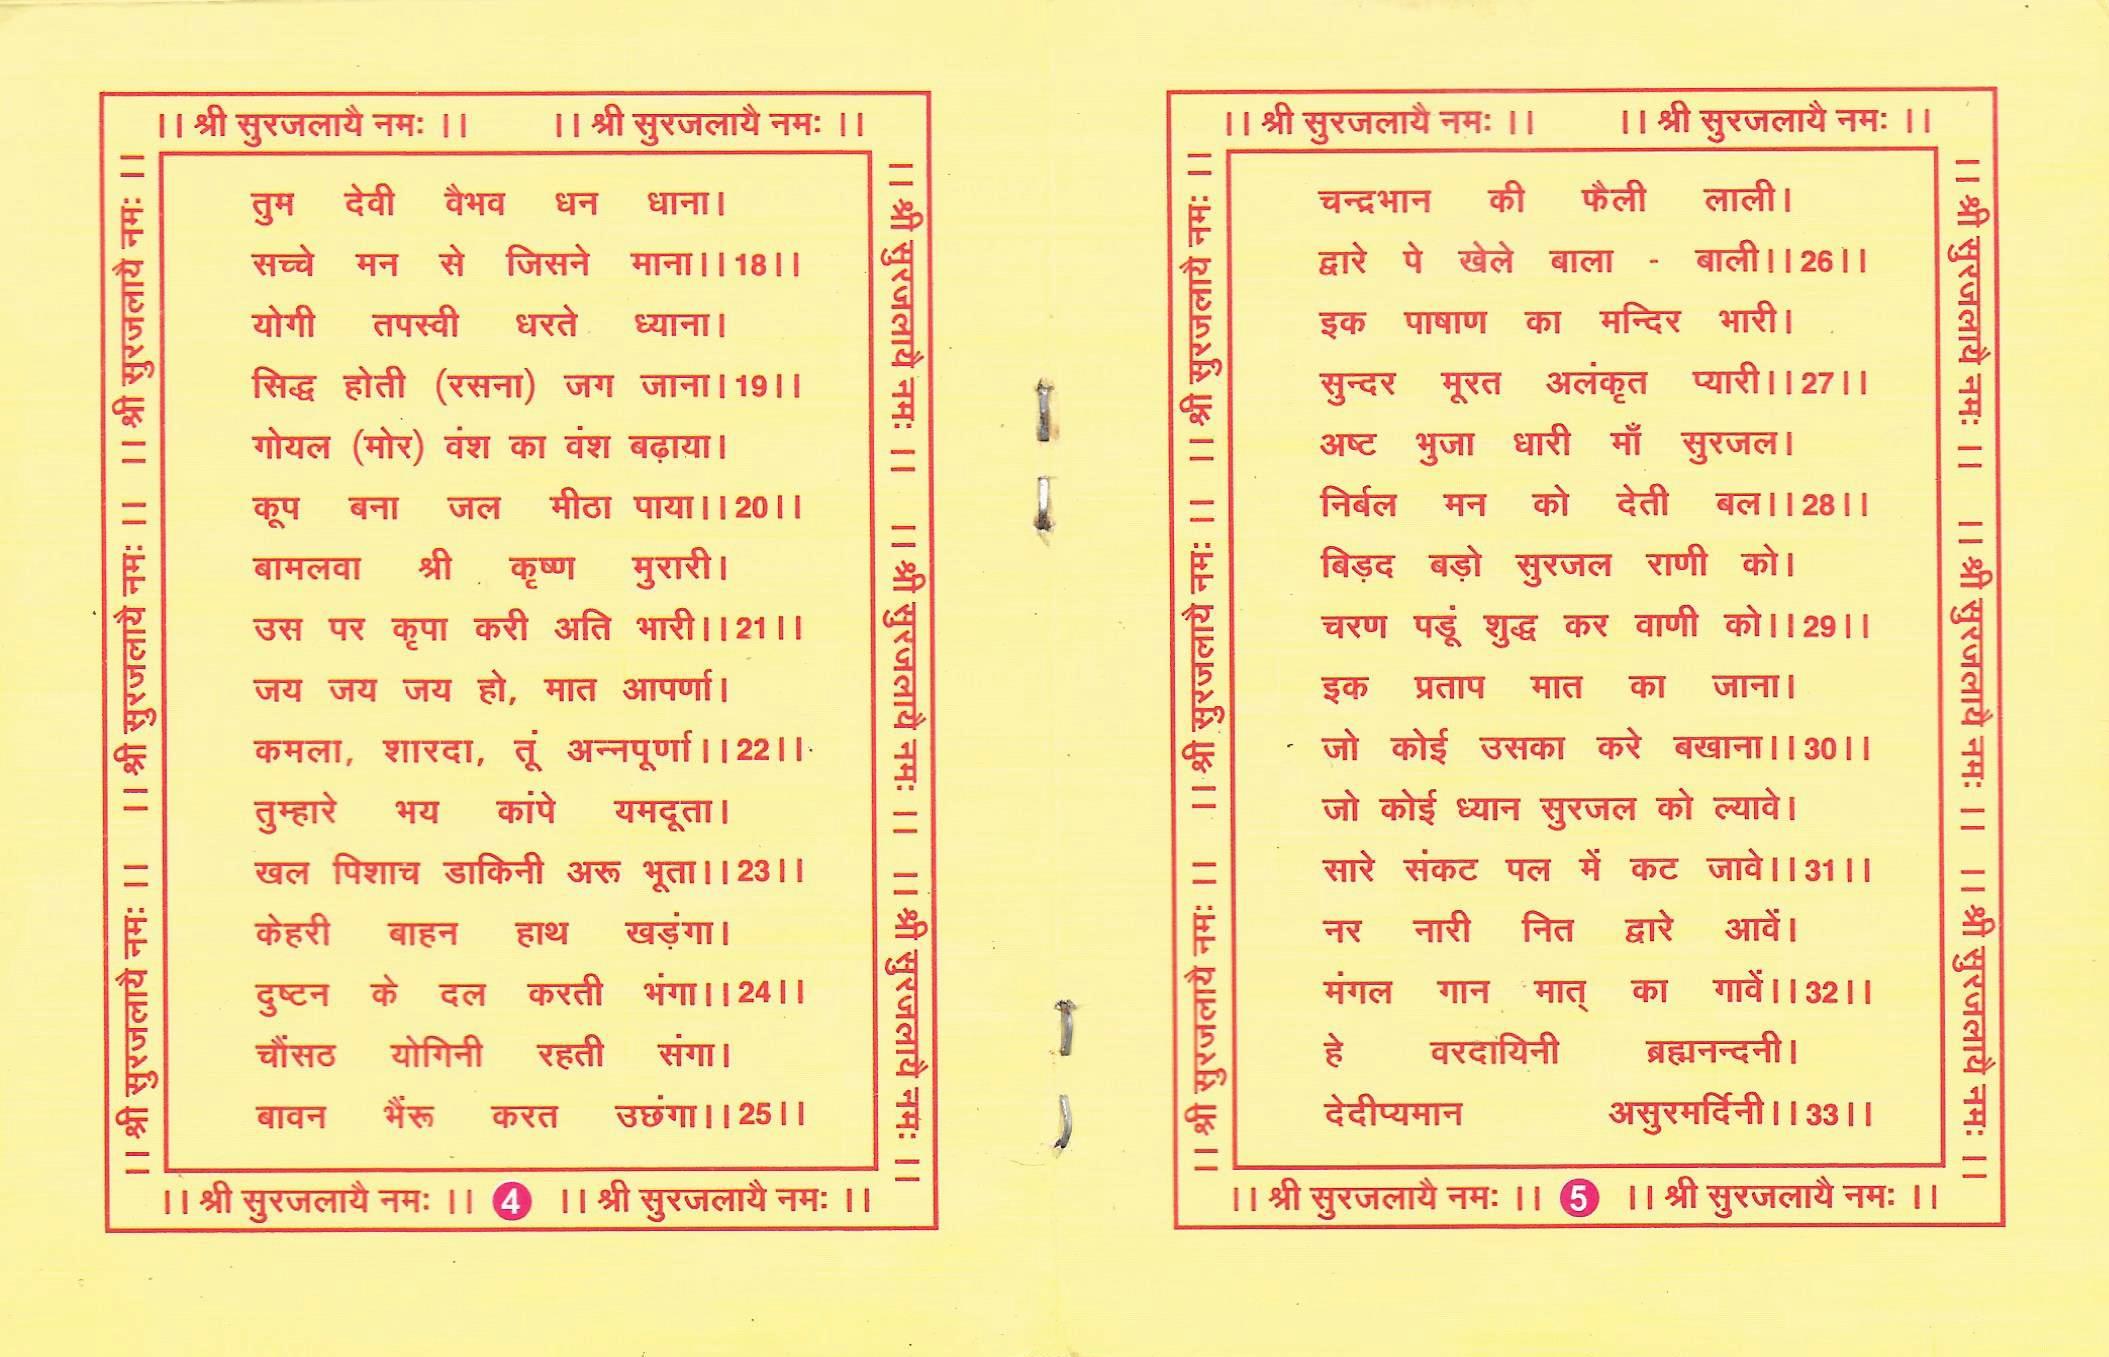 ।। श्री सुरजलायै नमः ।। ।। श्री सुरजलायै नमः ।।
।। श्री सुरजलायै नमः ।। ।। श्री सुरजलायै नमः ।। ।। श्री सुरजलायै नमः ।।
तुम देवी वैभव धन धाना।
सच्चे मन से जिसने माना।।18।।
योगी तपस्वी धरते ध्याना।
सिद्ध होती (रसना) जग जाना।19।।
गोयल (मोर) वंश का वंश बढ़ाया।
कूप बना जल मीठा पाया।।20।।
बामलवा श्री कृष्ण मुरारी।
उस पर कृपा करी अति भारी।।21।।
जय जय जय हो, मात आपर्णा।
कमला, शारदा, तूं अन्नपूर्णा।।22।।
तुम्हारे भय कांपे यमदूता।
खल पिशाच डाकिनी अरू भूता।।23।।
केहरी बाहन हाथ खड़ंगा।
दुष्टन के दल करती भंगा।।24।।
चौंसठ योगिनी रहती संगा।
बावन भैंरू करत उछंगा।।25।।
।। श्री सुरजलायै नमः ।। ।। श्री सुरजलायै नमः ।। ।। श्री सुरजलायै नमः ।।
।। श्री सुरजलायै नमः ।। 4 ।। श्री सुरजलायै नमः ।।
।। श्री सुरजलायै नमः ।। ।। श्री सुरजलायै नमः ।।
।। श्री सुरजलायै नमः ।। ।। श्री सुरजलायै नमः ।। ।। श्री सुरजलायै नमः ।।
चन्द्रभान की फैली लाली।
द्वारे पे खेले बाला - बाली।।26।।
इक पाषाण का मन्दिर भारी।
सुन्दर मूरत अलंकृत प्यारी।।27।।
अष्ट भुजा धारी माँ सुरजल।
निर्बल मन को देती बल।।28।।
बिड़द बड़ो सुरजल राणी को।
चरण पडूं शुद्ध कर वाणी को।।29।।
इक प्रताप मात का जाना।
जो कोई उसका करे बखाना।।30।।
जो कोई ध्यान सुरजल को ल्यावे।
सारे संकट पल में कट जावे।।31।।
नर नारी नित द्वारे आवें।
मंगल गान मात् का गावें।।32।।
हे वरदायिनी ब्रह्मनन्दनी।
देदीप्यमान असुरमर्दिनी।।33।।
।। श्री सुरजलायै नमः ।। ।। श्री सुरजलायै नमः ।। ।। श्री सुरजलायै नमः ।।
।। श्री सुरजलायै नमः ।। 5 ।। श्री सुरजलायै नमः ।।